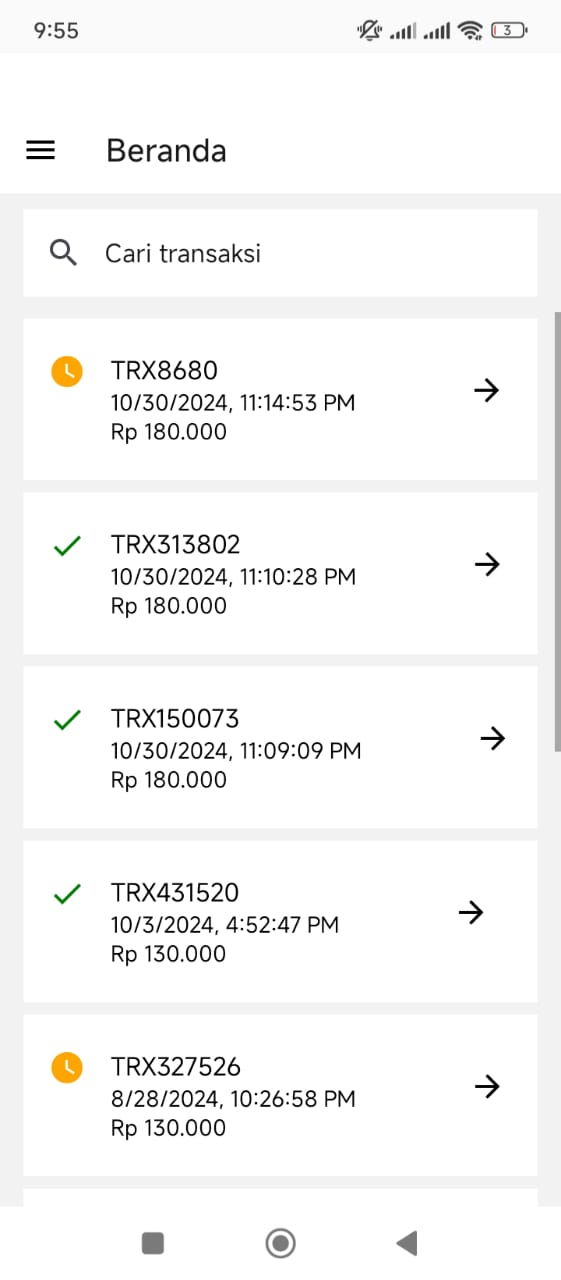 9:55
3
Beranda
Cari transaksi
TRX8680
10/30/2024, 11:14:53 PM
Rp 180.000
TRX313802
10/30/2024, 11:10:28 PM
Rp 180.000
TRX150073
10/30/2024, 11:09:09 PM
Rp 180.000
TRX431520
10/3/2024, 4:52:47 PM
Rp 130.000
TRX327526
8/28/2024, 10:26:58 PM
Rp 130.000